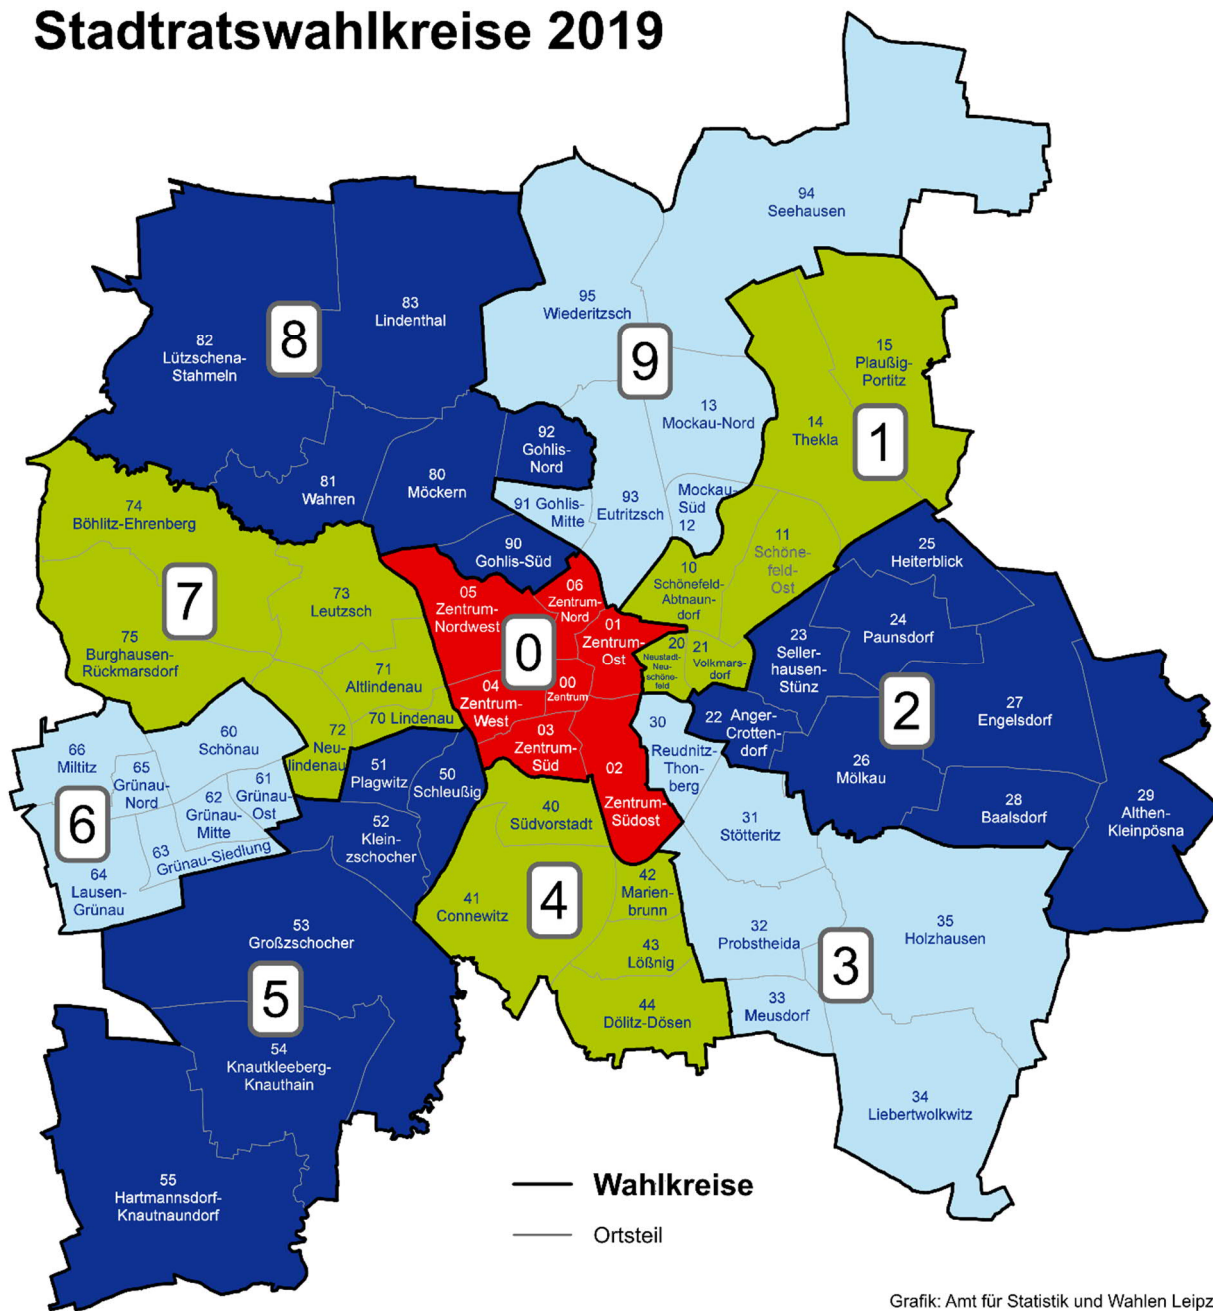 Stadtratswahlkreise 2019
94
Seehausen
95
Wiederitzsch
83
Lindenthal
82
Lützschena-
Stahmeln
8
9
15
Plaußig-
Portitz
13
Mockau-Nord
14
Thekla
1
92
Gohlis-
Nord
81
Wahren
80
Möckern
91 Gohlis-
Mitte
93
Eutritzsch
Mockau-
Süd
12
74
Böhlitz-Ehrenberg
90
Gohlis-Süd
11
Schöne-
feld-
Ost
25
Heiterblick
10
Schönefeld-
Abtnaun-
dorf
7
73
Leutzsch
05
Zentrum-
Nordwest
06
Zentrum-
Nord
01
Zentrum-
Ost
0
75
Burghausen-
Rückmarsdorf
71
Altlindenau
04
Zentrum-
West
00
Zentrum
20
Neustadt-
Neu-
schöne-
feld
21
Volkmars-
dorf
23
Seller-
hausen-
Stünz
24
Paunsdorf
2
27
Engelsdorf
70 Lindenau
72
Neu-
lindenau
03
Zentrum-
Süd
02
Zentrum-
Südost
30
Reudnitz-
Thon-
berg
22 Anger-
Crotten-
dorf
26
Mölkau
28
Baalsdorf
29
Althen-
Kleinpösna
66
Miltitz
60
Schönau
65
Grünau-
Nord
61
Grünau-
Ost
62
Grünau-
Mitte
6
63
Grünau-Siedlung
64
Lausen-
Grünau
51
Plagwitz
50
Schleußig
52
Klein-
zschocher
40
Südvorstadt
31
Stötteritz
41
Connewitz
4
42
Marien-
brunn
43
Lößnig
44
Dölitz-Dösen
32
Probstheida
3
35
Holzhausen
33
Meusdorf
34
Liebertwolkwitz
53
Großzschocher
5
54
Knautkleeberg-
Knauthain
55
Hartmannsdorf-
Knautnaundorf
Wahlkreise
Ortsteil
Grafik: Amt für Statistik und Wahlen Leipz